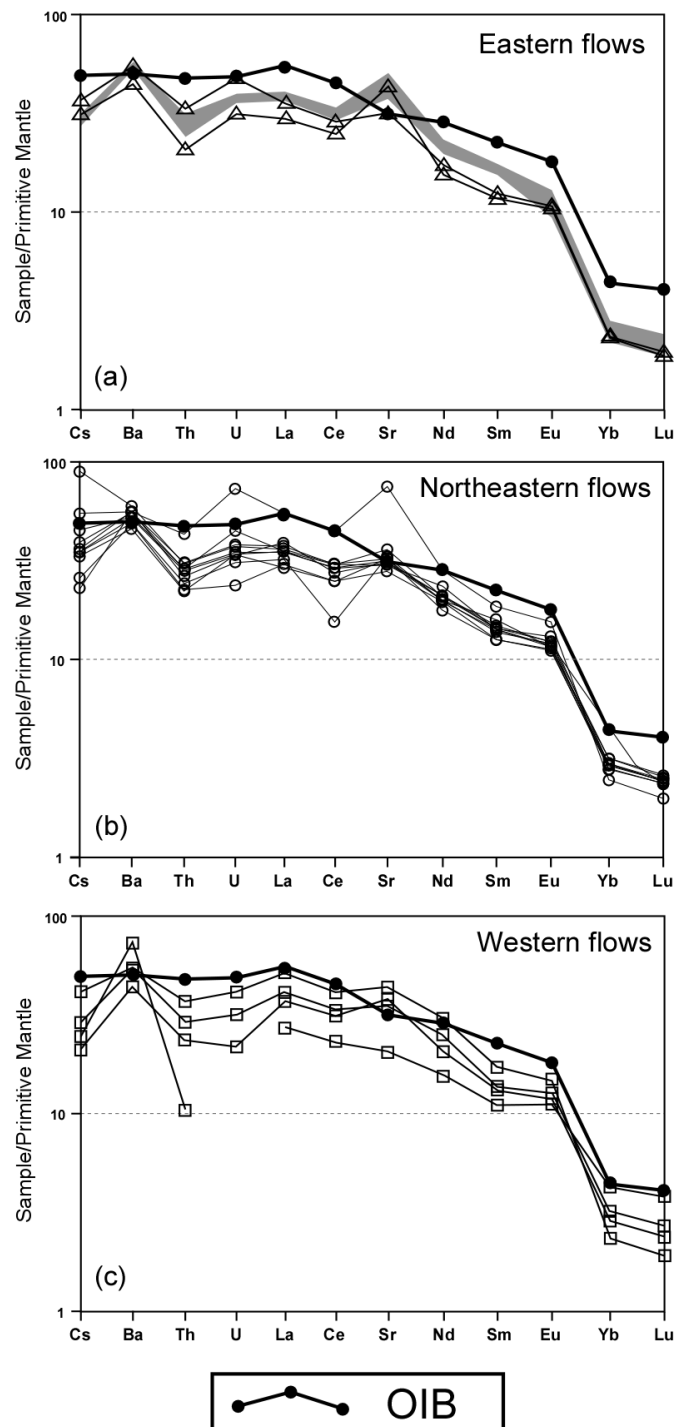 100
Eastern flows
Sample/Primitive Mantle
10
(a)
1
Cs Ba Th U La Ce Sr Nd Sm Eu Yb Lu
100
Northeastern flows
Sample/Primitive Mantle
10
(b)
1
Cs Ba Th U La Ce Sr Nd Sm Eu Yb Lu
100
Western flows
Sample/Primitive Mantle
10
(c)
1
Cs Ba Th U La Ce Sr Nd Sm Eu Yb Lu
OIB